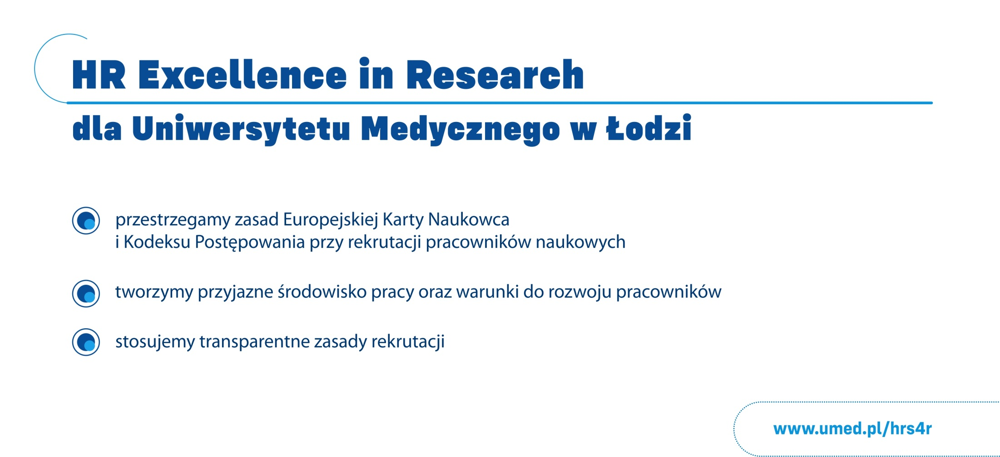 HR Excellence in Research
dla Uniwersytetu Medycznego w Łodzi
przestrzegamy zasad Europejskiej Karty Naukowca
i Kodeksu Postępowania przy rekrutacji pracowników naukowych
tworzymy przyjazne środowisko pracy oraz warunki do rozwoju pracowników
stosujemy transparentne zasady rekrutacji
www.umed.pl/hrs4r